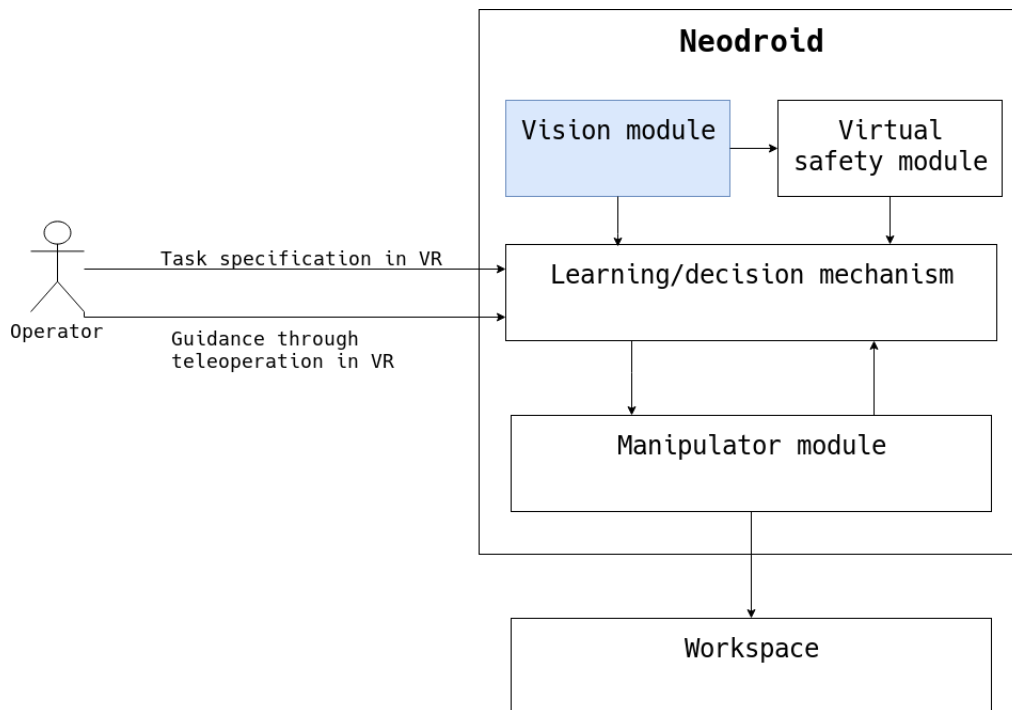 Neodroid
Vision module
Virtual
safety module
Task specification in VR
Learning/decision mechanism
Operator
Guidance through
teleoperation in VR
Manipulator module
Workspace